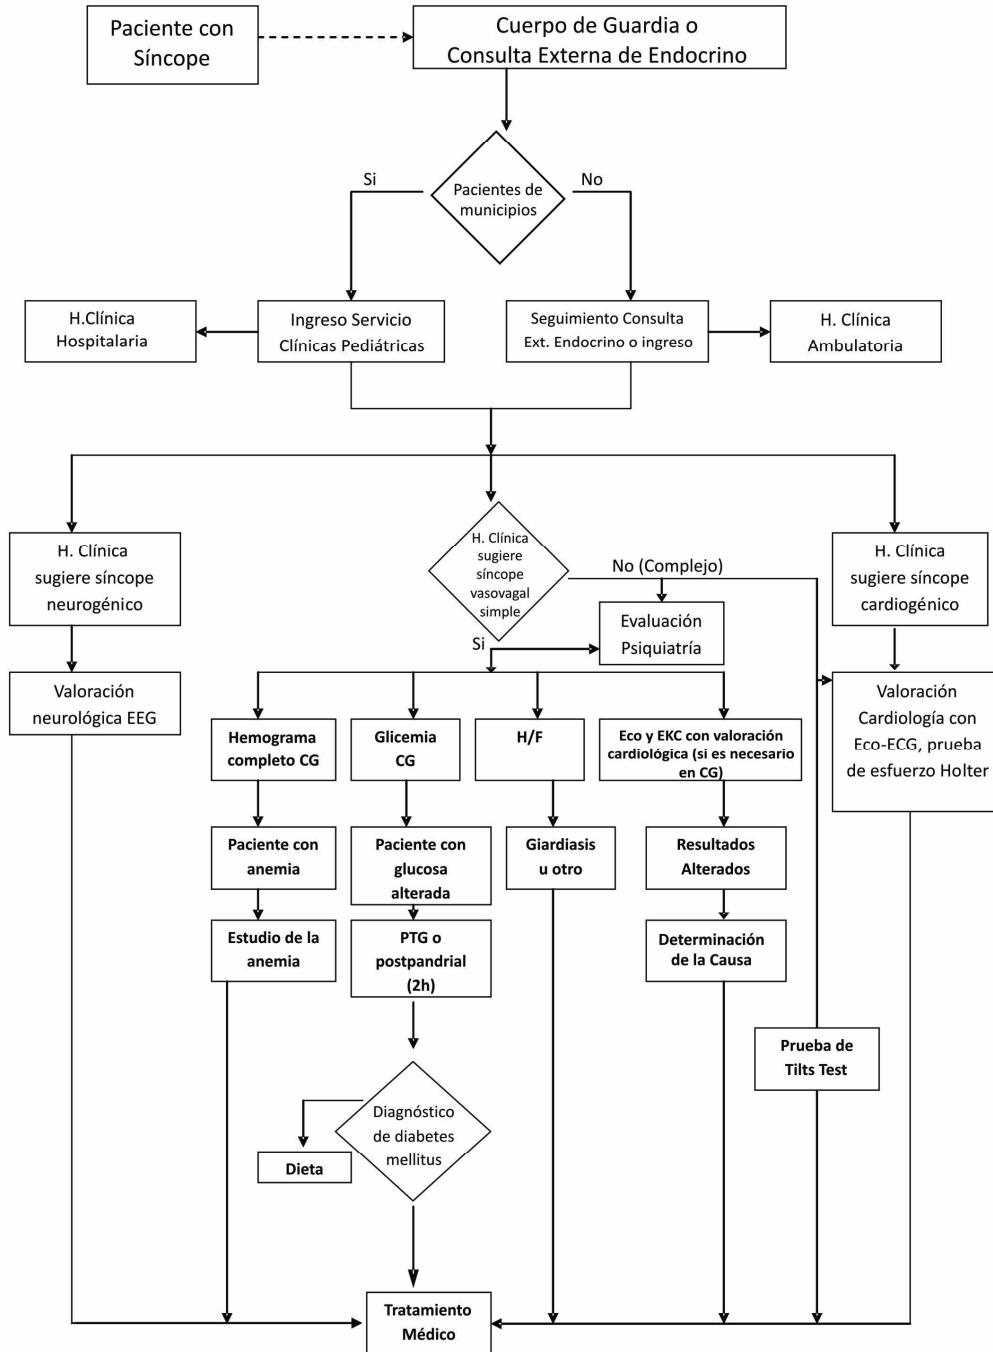 Paciente con
Síncope
Cuerpo de Guardia o
Consulta Externa de Endocrino
Si
Pacientes de
municipios
No
H.Clínica
Hospitalaria
Ingreso Servicio
Clínicas Pediátricas
Seguimiento Consulta
Ext. Endocrino o ingreso
H. Clínica
Ambulatoria
H. Clínica
sugiere síncope
neurogénico
H. Clínica
sugiere
síncope
vasovagal
simple
No (Complejo)
H. Clínica
sugiere síncope
cardiogénico
Si
Evaluación
Psiquiatría
Valoración
neurológica EEG
Valoración
Cardiología con
Eco-ECG, prueba
de esfuerzo Holter
Hemograma
completo CG
Glicemia
CG
H/F
Eco y EKC con valoración
cardiológica (si es necesario
en CG)
Paciente con
anemia
Paciente con
glucosa
alterada
Giardiasis
u otro
Resultados
Alterados
Estudio de la
anemia
PTG o
postpandrial
(2h)
Determinación
de la Causa
Prueba de
Tilts Test
Diagnóstico
de diabetes
mellitus
Dieta
Tratamiento
Médico